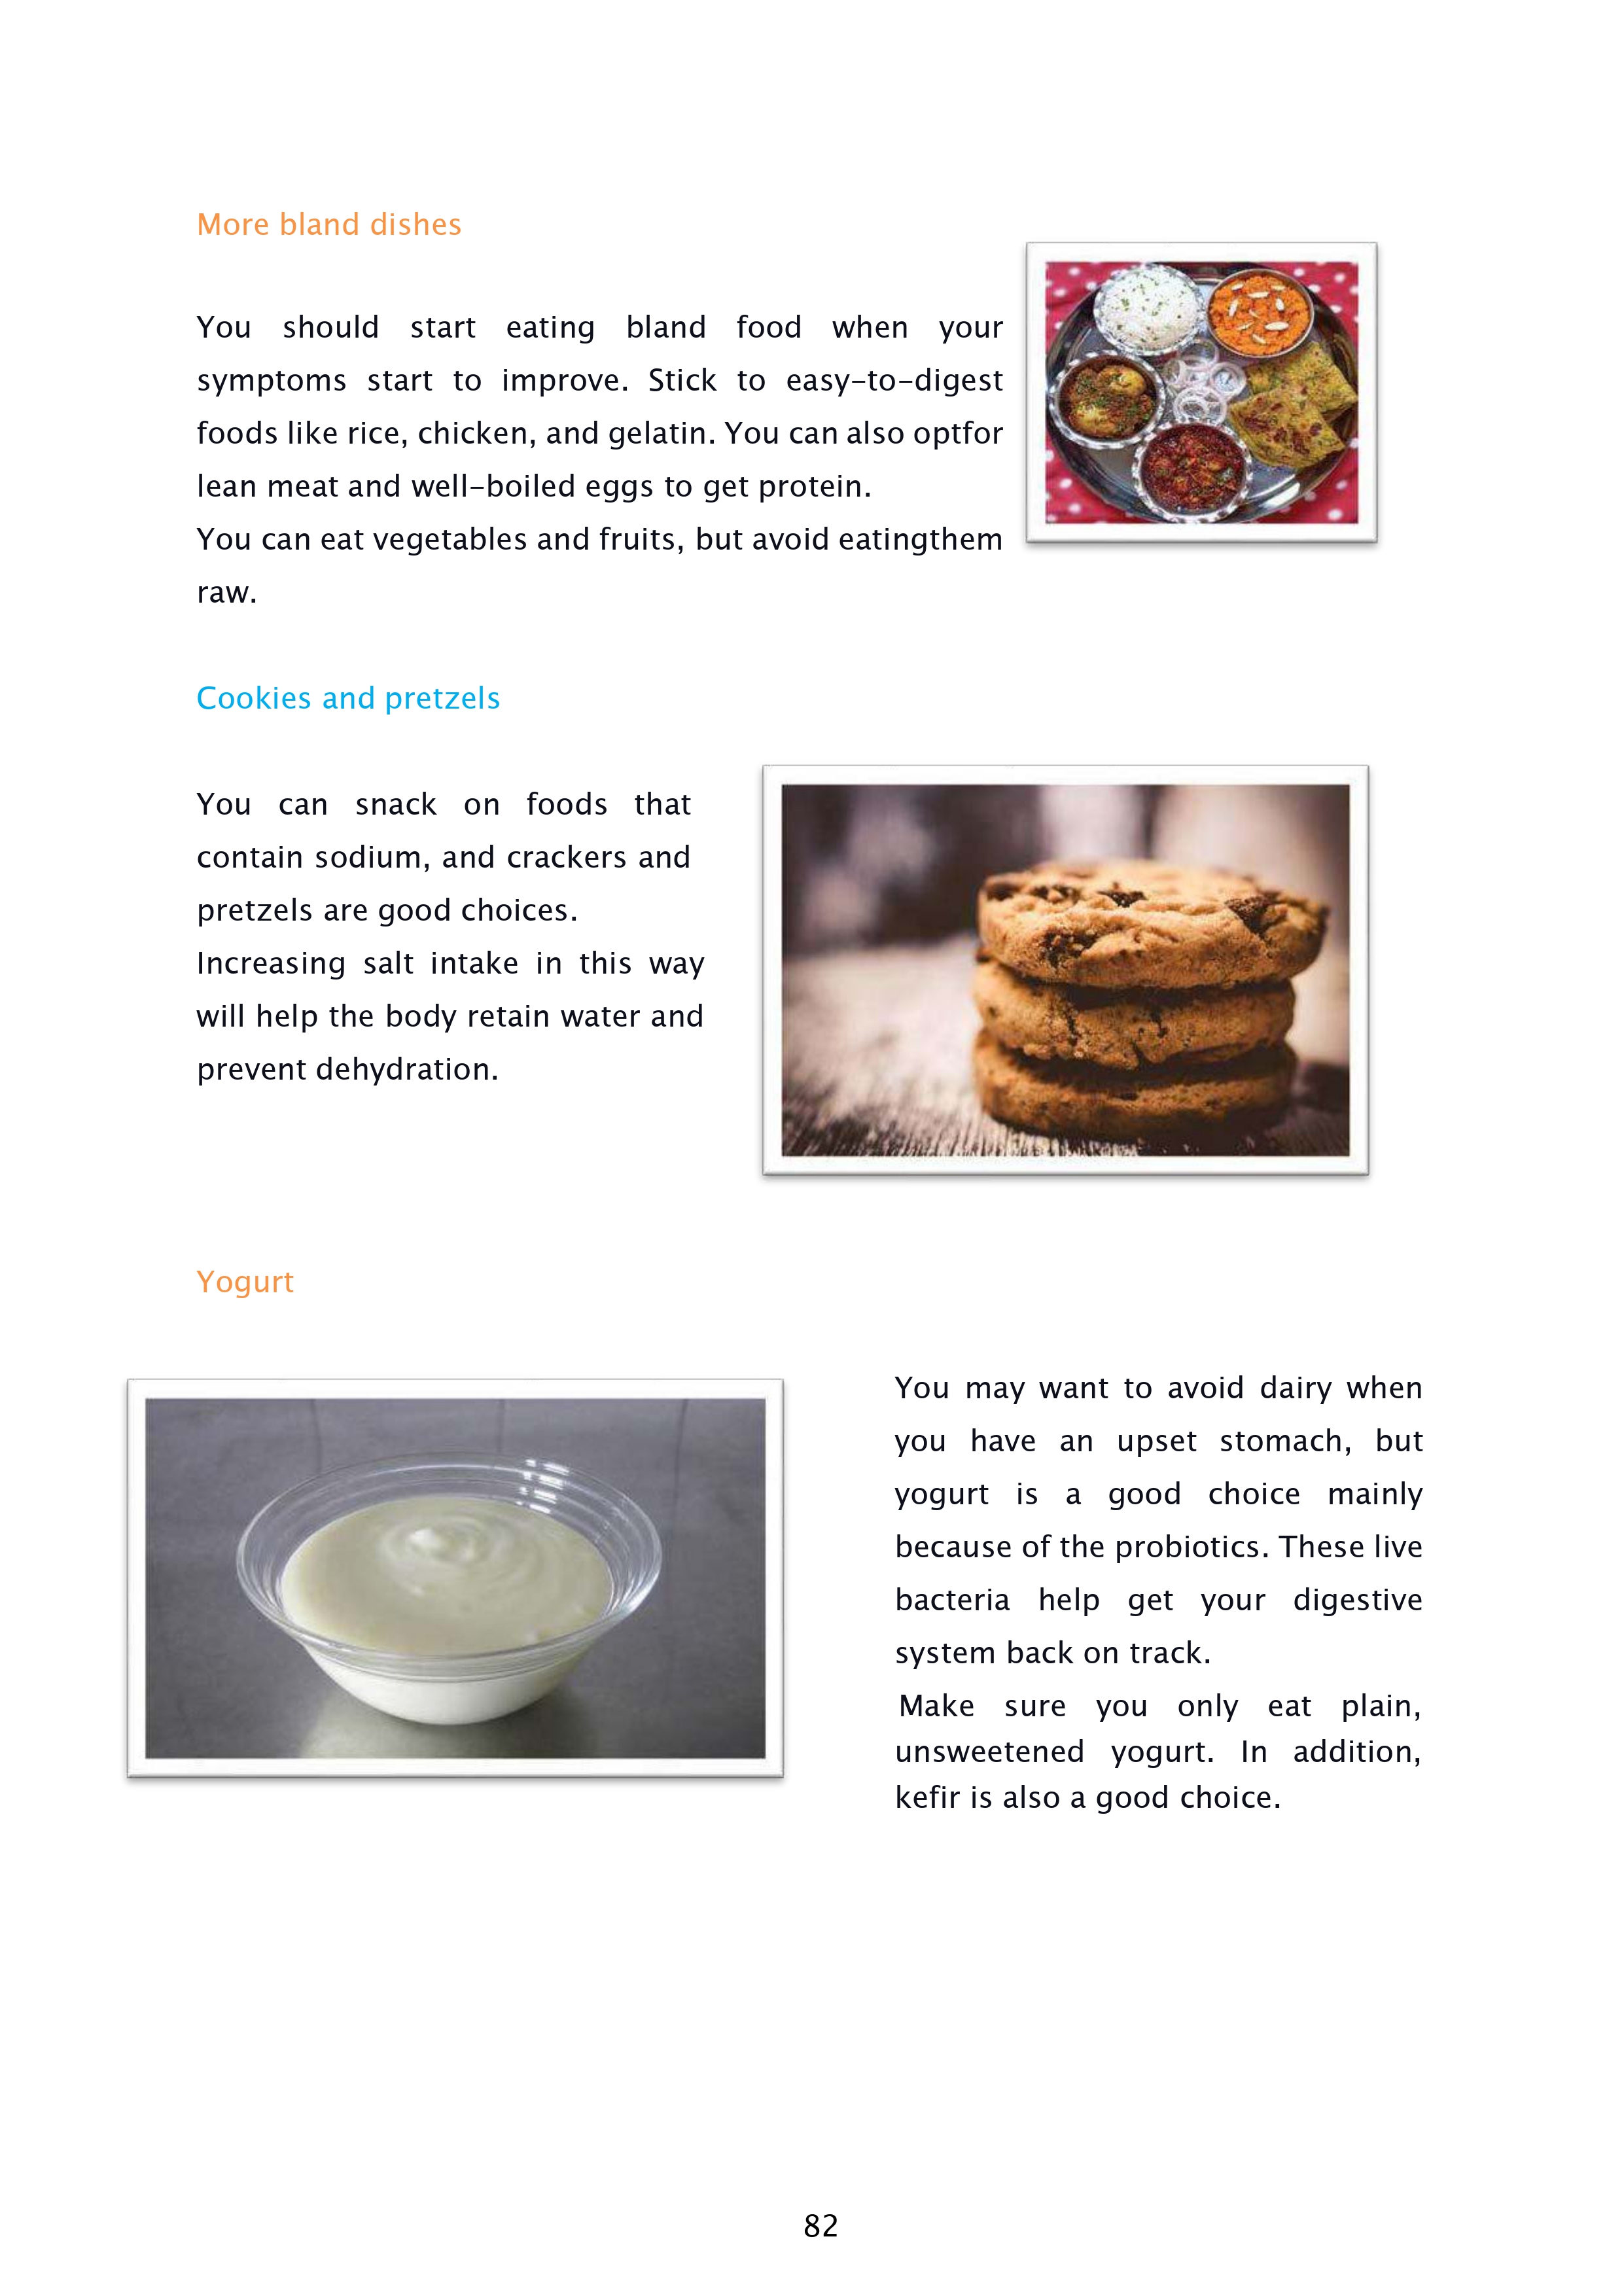 More bland dishes
You should start eating bland food when your
symptoms start to improve. Stick to easy-to-digest
foods like rice, chicken, and gelatin. You can also optfor
lean meat and well-boiled eggs to get protein.
You can eat vegetables and fruits, but avoid eatingthem
raw.
Cookies and pretzels
You can snack on foods that
contain sodium, and crackers and
pretzels are good choices.
Increasing salt intake in this way
will help the body retain water and
prevent dehydration.
Yogurt
You may want to avoid dairy when
you have an upset stomach, but
yogurt is a good choice mainly
because of the probiotics. These live
bacteria help get your digestive
system back on track.
Make sure you only eat plain,
unsweetened yogurt. In addition,
kefir is also a good choice.
82